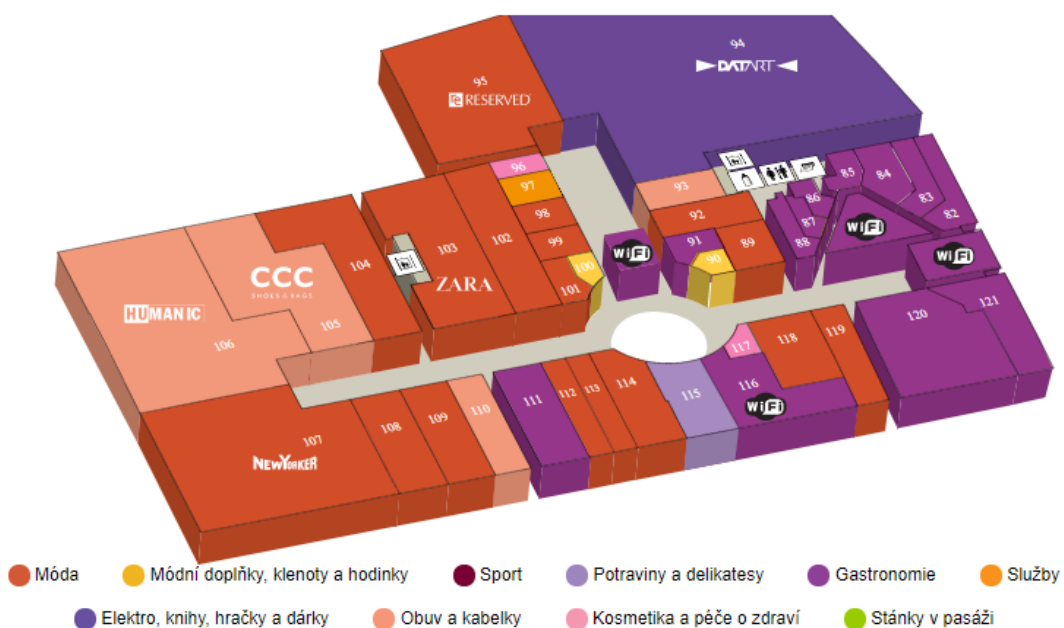 94
DATART
95
RESERVED
96
93
85
84
97
86
83
98
92
87
82
102
WiFi
103
99
91
89
88
WiFi
WiFi
104
100
90
CCC
SHOES & BAGS
ZARA
101
121
HUMANIC
105
120
106
117
118
119
112
113
114
116
111
115
WiFi
110
109
108
107
NEWYORKER
Móda
Módní doplňky, klenoty a hodinky
Sport
Potraviny a delikatesy
Gastronomie
Služby
Elektro, knihy, hračky a dárky
Obuv a kabelky
Kosmetika a péče o zdraví
Stánky v pasáži